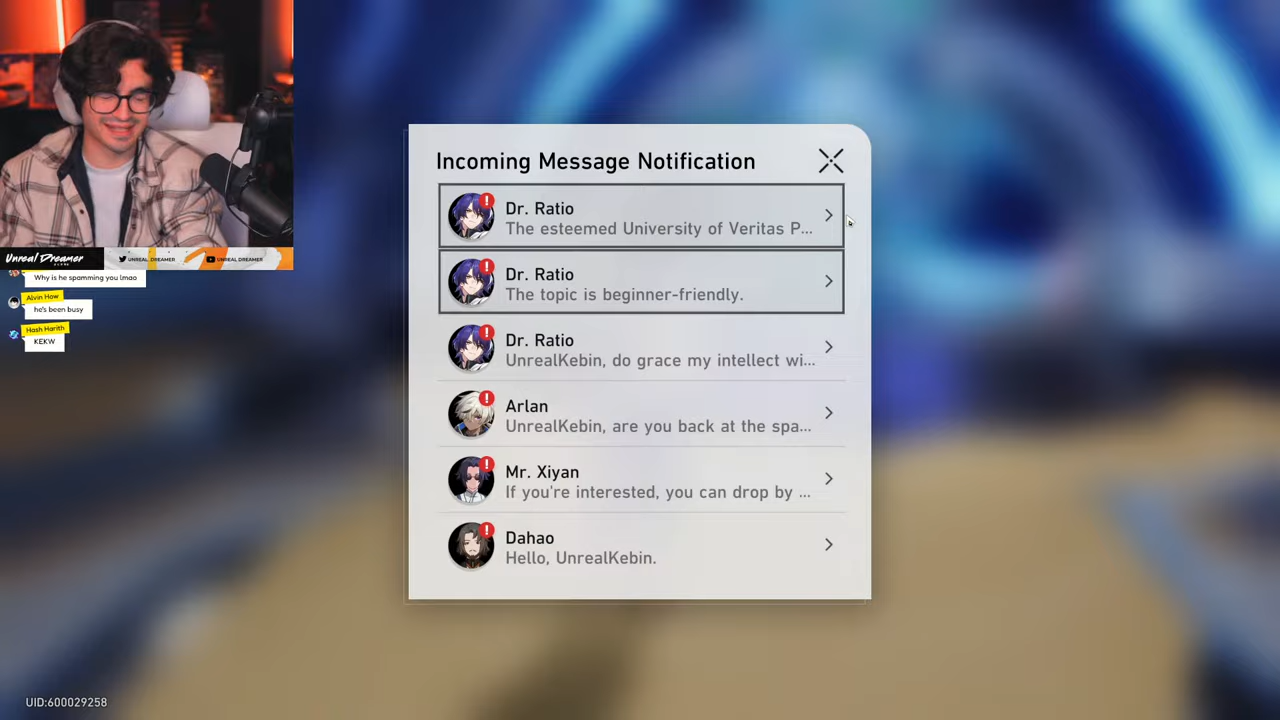 Unreal Dreamer
UNREAL_DREAMER
UNREAL DREAMER
Why is he spamming you lmao
Alvin How
he's been busy
Hash Harith
KEKW
Incoming Message Notification
Dr. Ratio
The esteemed University of Veritas P...
Dr. Ratio
The topic is beginner-friendly.
Dr. Ratio
UnrealKebin, do grace my intellect wi...
Arlan
UnrealKebin, are you back at the spa...
Mr. Xiyan
If you're interested, you can drop by ...
Dahao
Hello, UnrealKebin.
UID:600029258